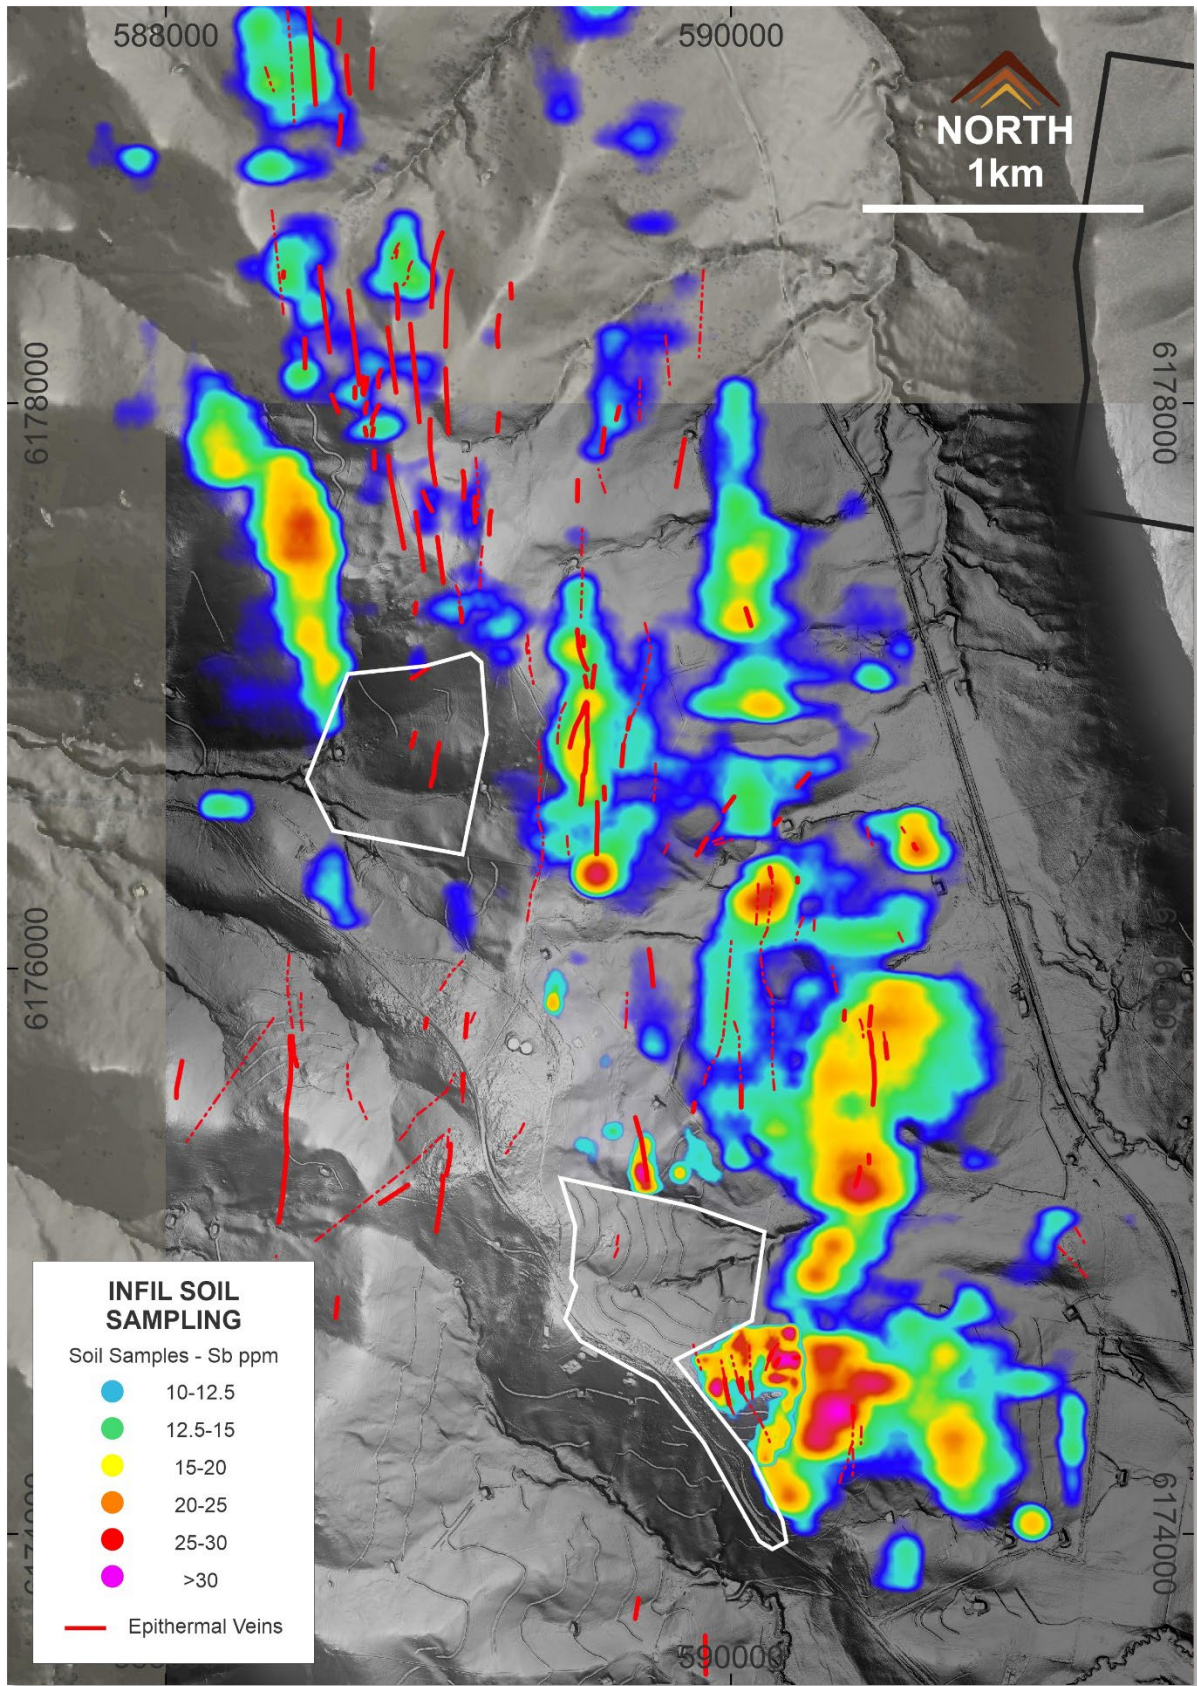 588000
590000
NORTH
1km
6178000
6178000
6176000
INFIL SOIL
SAMPLING
Soil Samples - Sb ppm
10-12.5
12.5-15
15-20
20-25
25-30
>30
Epithermal Veins
6174000
590000